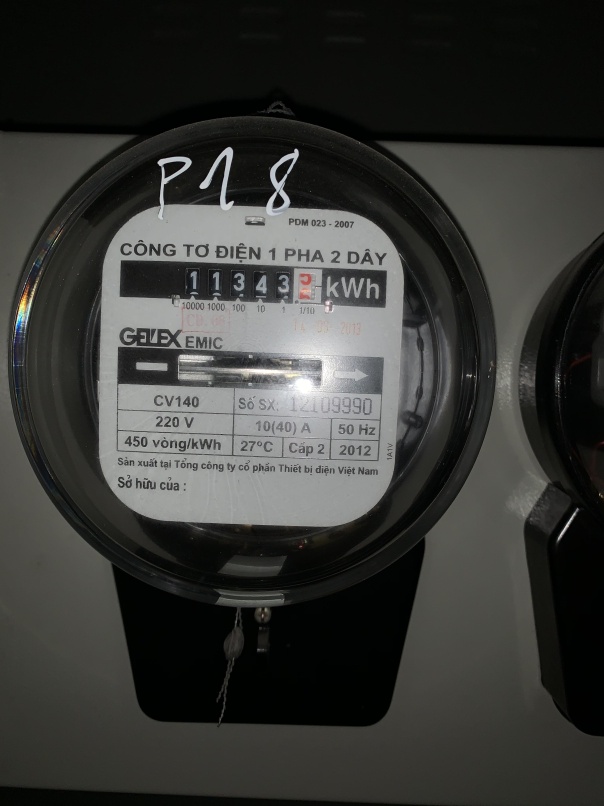 P18
PDM 023 - 2007
CÔNG TƠ ĐIỆN 1 PHA 2 DÂY
11343 kWh
10000 1000 100 10 1 1/10
GELEX EMIC
CV140 Số SX: 12109990
220 V 10(40) A 50 Hz
450 vòng/kWh 27°C Cấp 2 2012
Sản xuất tại Tổng công ty cổ phần Thiết bị điện Việt Nam
Sở hữu của :
1A1V